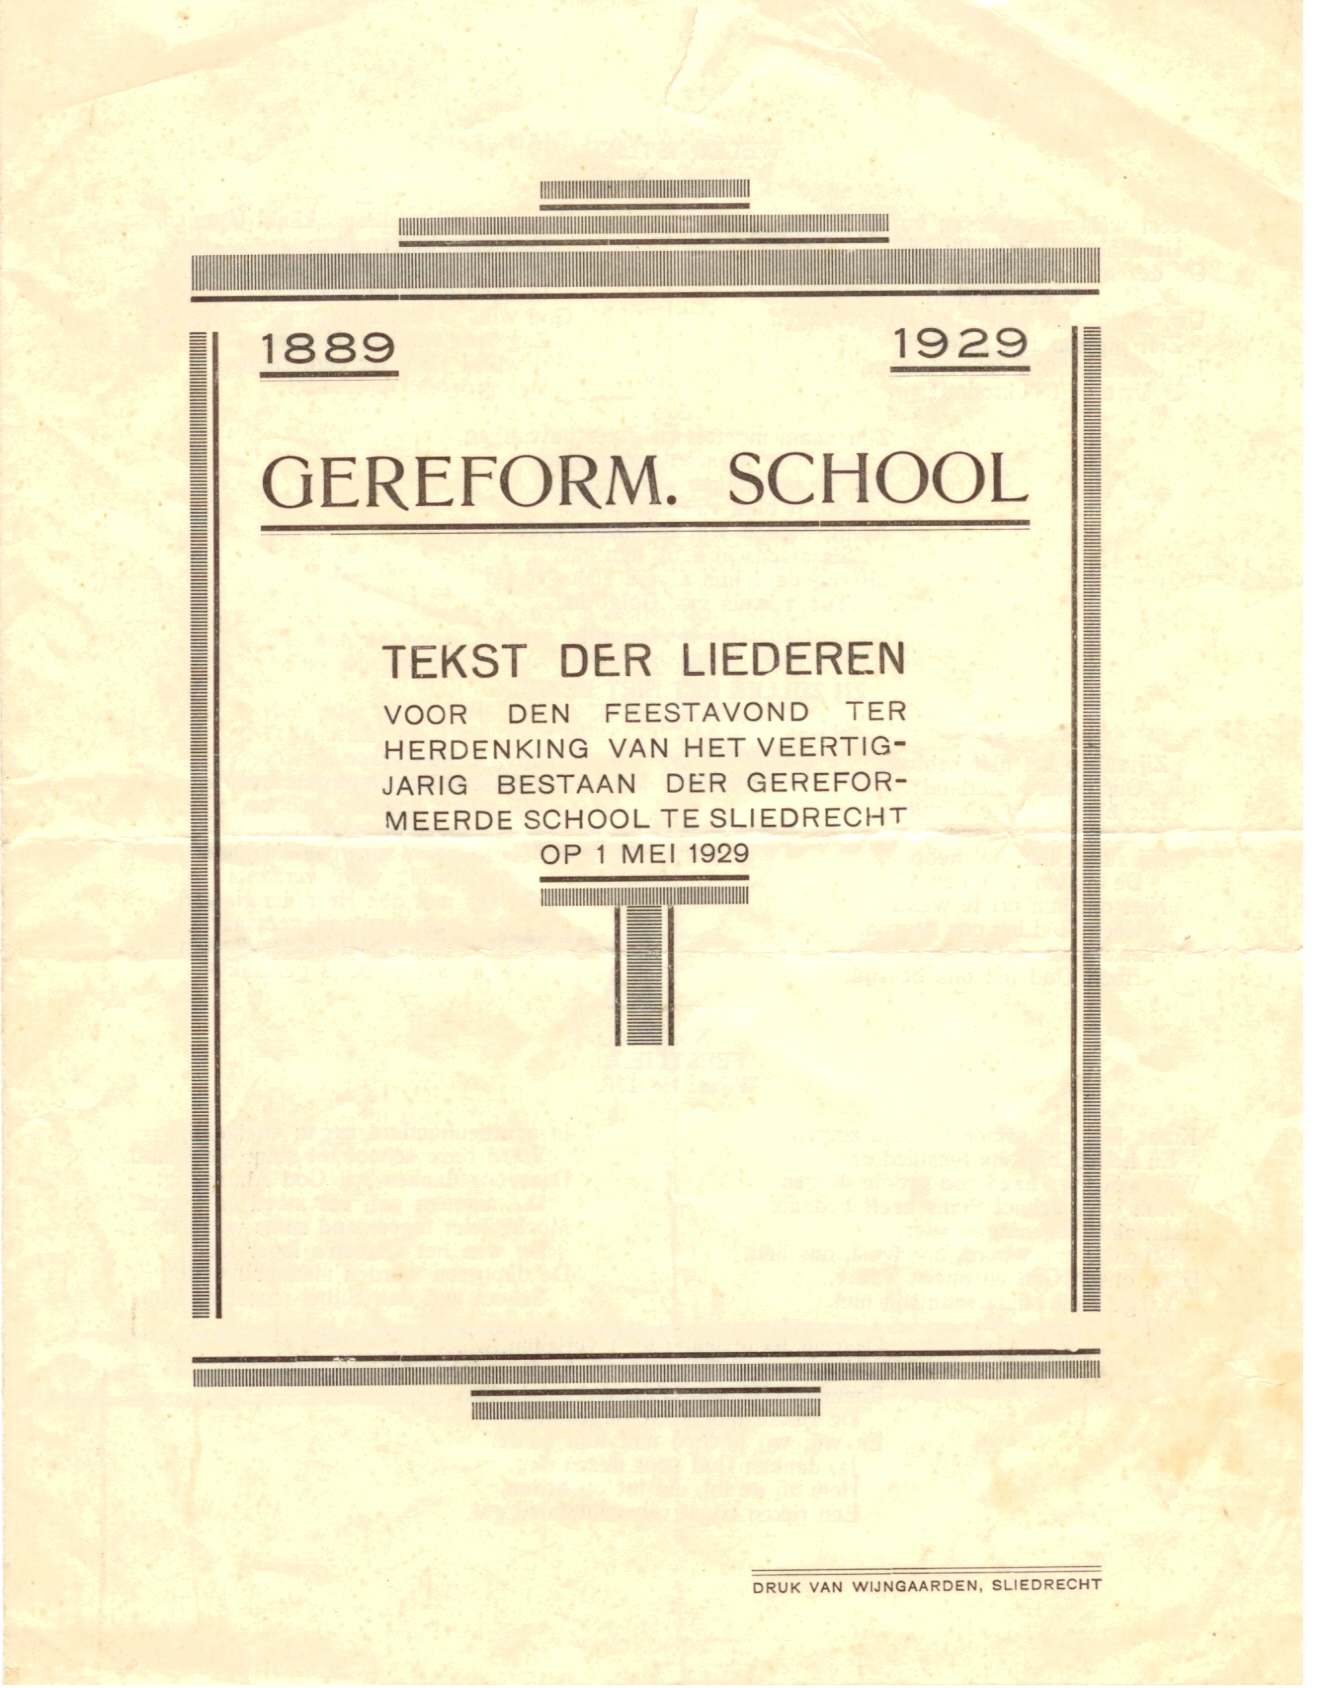 1889 1929
GEREFORM. SCHOOL
TEKST DER LIEDEREN
VOOR DEN FEESTAVOND TER
HERDENKING VAN HET VEERTIG-
JARIG BESTAAN DER GEREFOR-
MEERDE SCHOOL TE SLIEDRECHT
OP 1 MEI 1929
DRUK VAN WIJNGAARDEN, SLIEDRECHT